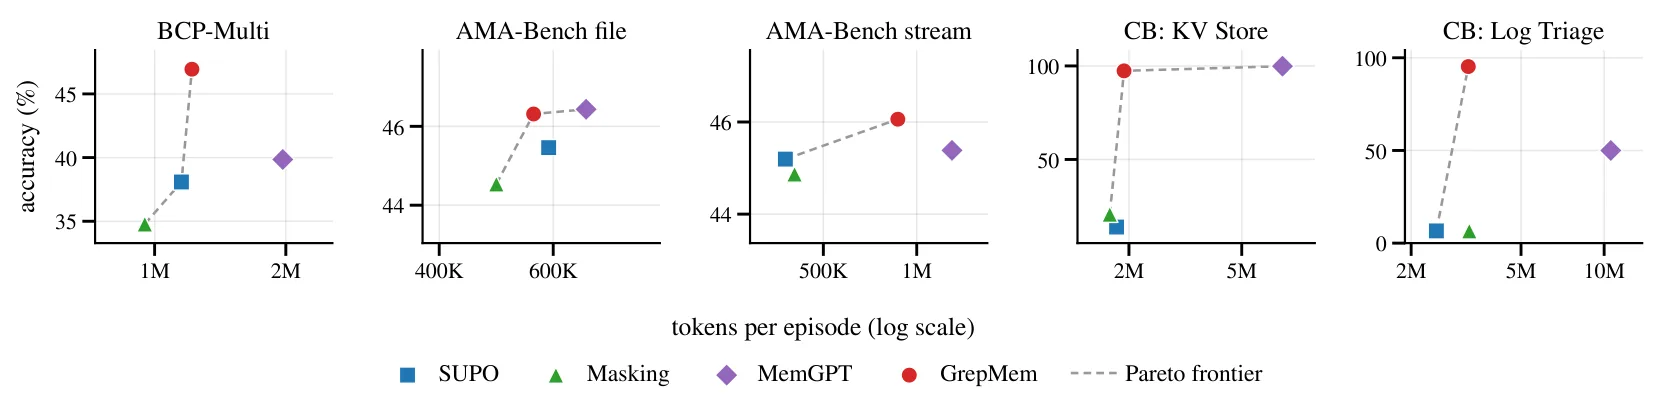 BCP-Multi
AMA-Bench file
AMA-Bench stream
CB: KV Store
CB: Log Triage
accuracy (%)
45
40
35
1M
2M
46
44
400K
600K
46
44
500K
1M
100
50
2M
5M
100
50
0
2M
5M
10M
tokens per episode (log scale)
SUPO
Masking
MemGPT
GrepMem
Pareto frontier